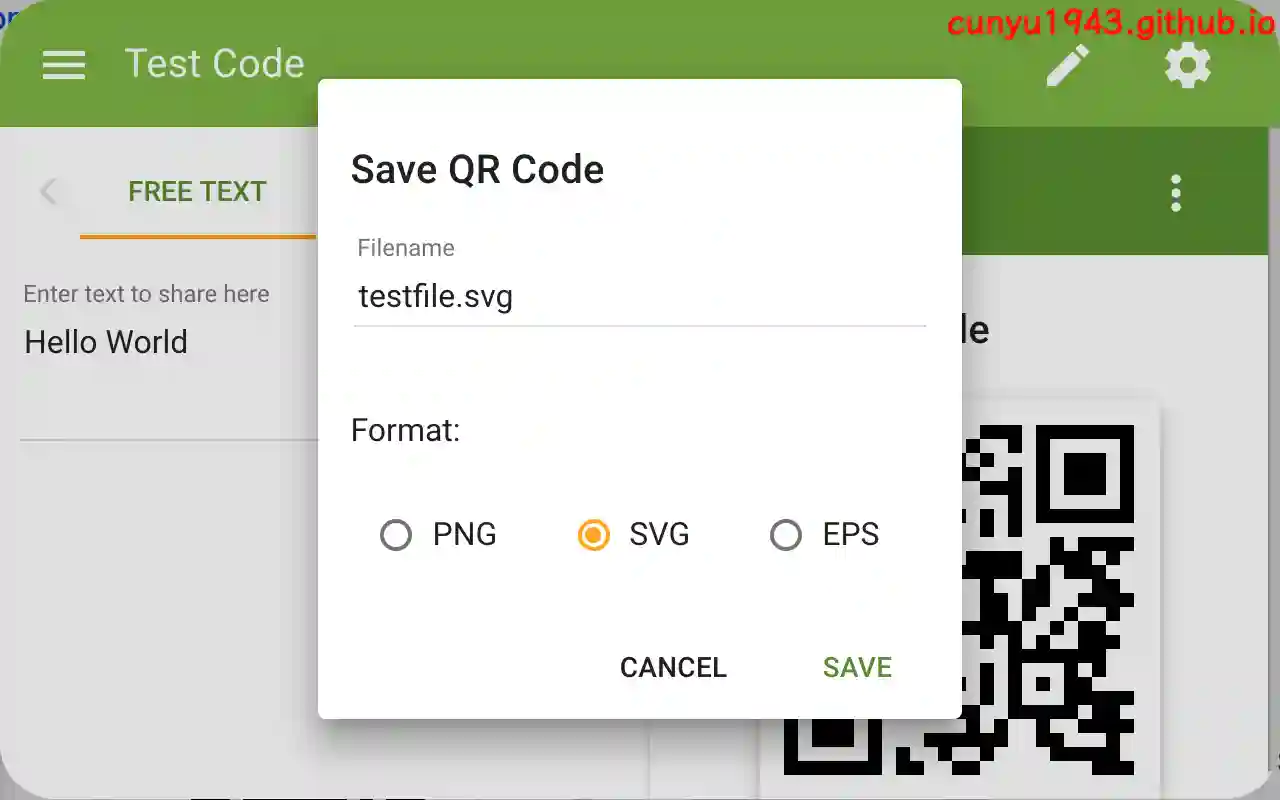 cunyu1943.github.io
Test Code
Save QR Code
FREE TEXT
Filename
testfile.svg
Enter text to share here
Hello World
le
Format:
PNG SVG EPS
CANCEL SAVE